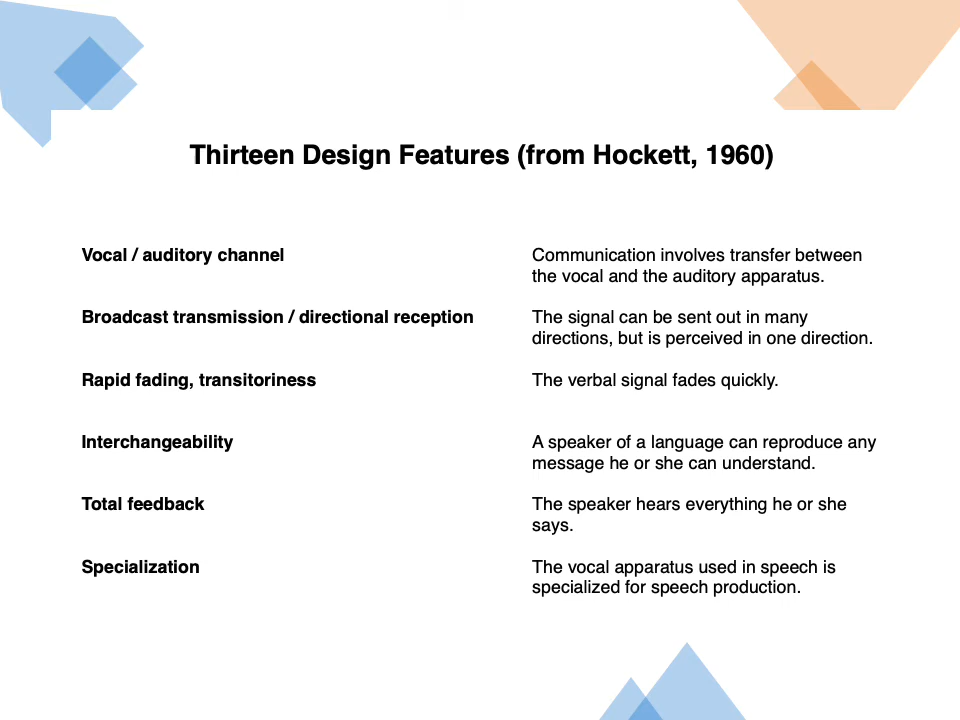 Thirteen Design Features (from Hockett, 1960)
Vocal / auditory channel
Communication involves transfer between
the vocal and the auditory apparatus.
Broadcast transmission / directional reception
The signal can be sent out in many
directions, but is perceived in one direction.
Rapid fading, transitoriness
The verbal signal fades quickly.
Interchangeability
A speaker of a language can reproduce any
message he or she can understand.
Total feedback
The speaker hears everything he or she
says.
Specialization
The vocal apparatus used in speech is
specialized for speech production.